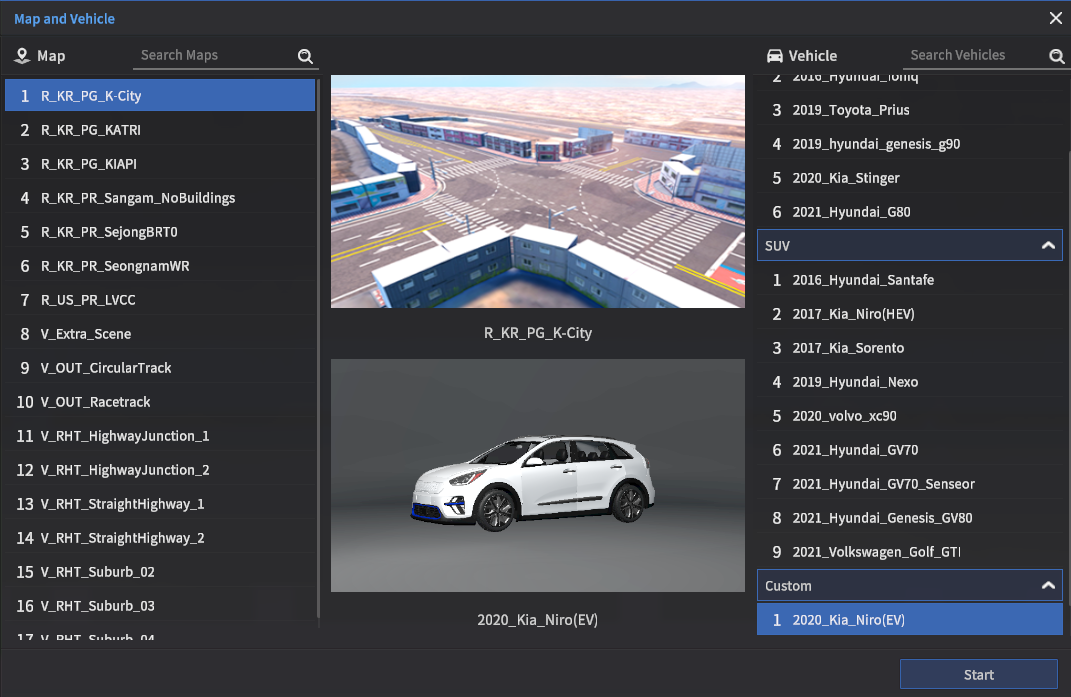 Map and Vehicle
Map
Search Maps
1 R_KR_PG_K-City
2 R_KR_PG_KATRI
3 R_KR_PG_KIAPI
4 R_KR_PR_Sangam_NoBuildings
5 R_KR_PR_SejongBRT0
6 R_KR_PR_SeongnamWR
7 R_US_PR_LVCC
8 V_Extra_Scene
9 V_OUT_CircularTrack
10 V_OUT_Racetrack
11 V_RHT_HighwayJunction_1
12 V_RHT_HighwayJunction_2
13 V_RHT_StraightHighway_1
14 V_RHT_StraightHighway_2
15 V_RHT_Suburb_02
16 V_RHT_Suburb_03
17 V_RHT_Suburb_04
R_KR_PG_K-City
2020_Kia_Niro(EV)
Vehicle
Search Vehicles
2 2016_Hyundai_Ioniq
3 2019_Toyota_Prius
4 2019_hyundai_genesis_g90
5 2020_Kia_Stinger
6 2021_Hyundai_G80
SUV
1 2016_Hyundai_Santafe
2 2017_Kia_Niro(HEV)
3 2017_Kia_Sorento
4 2019_Hyundai_Nexo
5 2020_volvo_xc90
6 2021_Hyundai_GV70
7 2021_Hyundai_GV70_Senseor
8 2021_Hyundai_Genesis_GV80
9 2021_Volkswagen_Golf_GTI
Custom
1 2020_Kia_Niro(EV)
Start